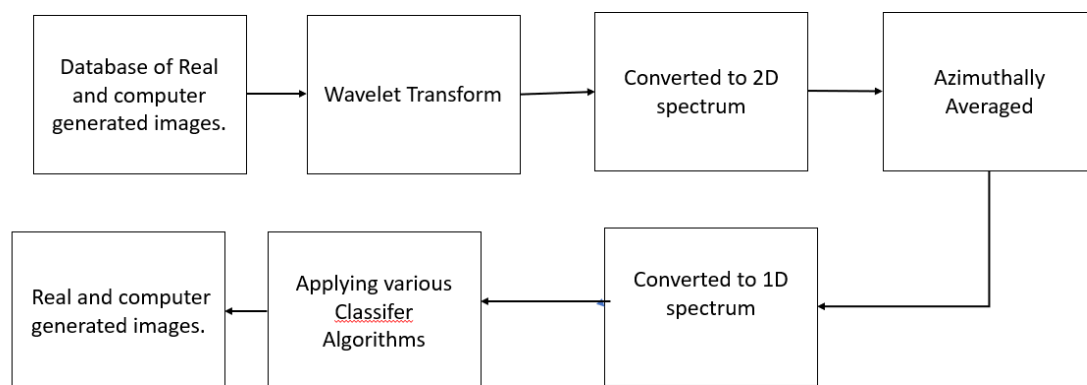 Database of Real
and computer
generated images.
Wavelet Transform
Converted to 2D
spectrum
Azimuthally
Averaged
Converted to 1D
spectrum
Applying various
Classifer
Algorithms
Real and computer
generated images.